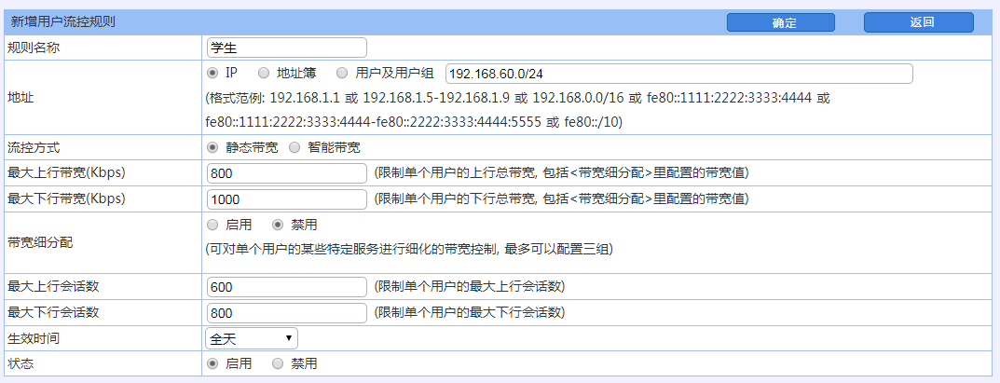 新增用户流控规则 确定 返回
规则名称 学生
地址 IP 地址簿 用户及用户组 192.168.60.0/24
(格式范例: 192.168.1.1 或 192.168.1.5-192.168.1.9 或 192.168.0.0/16 或 fe80::1111:2222:3333:4444 或
fe80::1111:2222:3333:4444-fe80::2222:3333:4444:5555 或 fe80::/10)
流控方式 静态带宽 智能带宽
最大上行带宽(Kbps) 800 (限制单个用户的上行总带宽, 包括<带宽细分配>里配置的带宽值)
最大下行带宽(Kbps) 1000 (限制单个用户的下行总带宽, 包括<带宽细分配>里配置的带宽值)
带宽细分配 启用 禁用
(可对单个用户的某些特定服务进行细化的带宽控制, 最多可以配置三组)
最大上行会话数 600 (限制单个用户的最大上行会话数)
最大下行会话数 800 (限制单个用户的最大下行会话数)
生效时间 全天
状态 启用 禁用